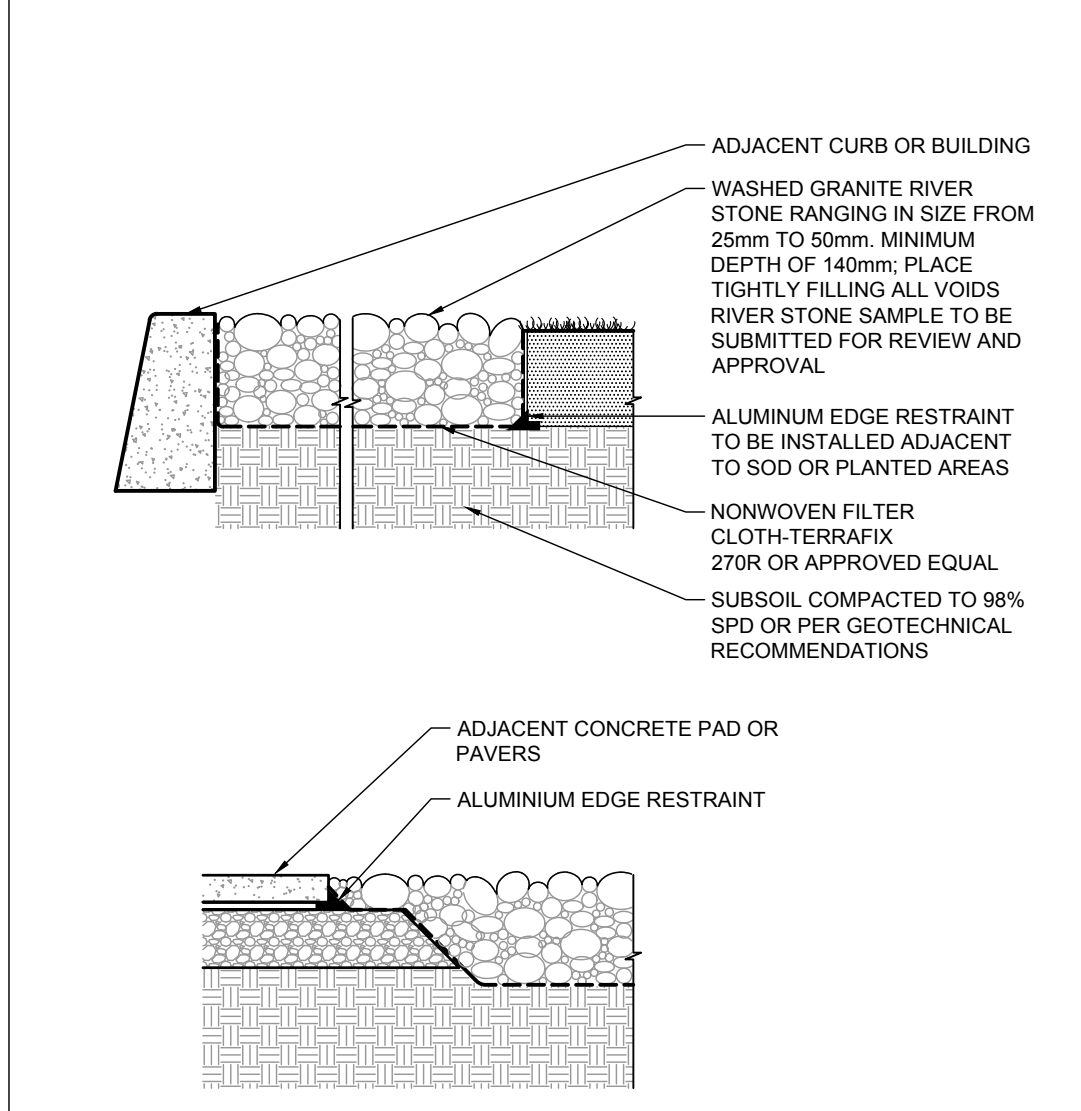 ADJACENT CURB OR BUILDING
WASHED GRANITE RIVER
STONE RANGING IN SIZE FROM
25mm TO 50mm. MINIMUM
DEPTH OF 140mm; PLACE
TIGHTLY FILLING ALL VOIDS
RIVER STONE SAMPLE TO BE
SUBMITTED FOR REVIEW AND
APPROVAL
ALUMINUM EDGE RESTRAINT
TO BE INSTALLED ADJACENT
TO SOD OR PLANTED AREAS
NONWOVEN FILTER
CLOTH-TERRAFIX
270R OR APPROVED EQUAL
SUBSOIL COMPACTED TO 98%
SPD OR PER GEOTECHNICAL
RECOMMENDATIONS
ADJACENT CONCRETE PAD OR
PAVERS
ALUMINIUM EDGE RESTRAINT